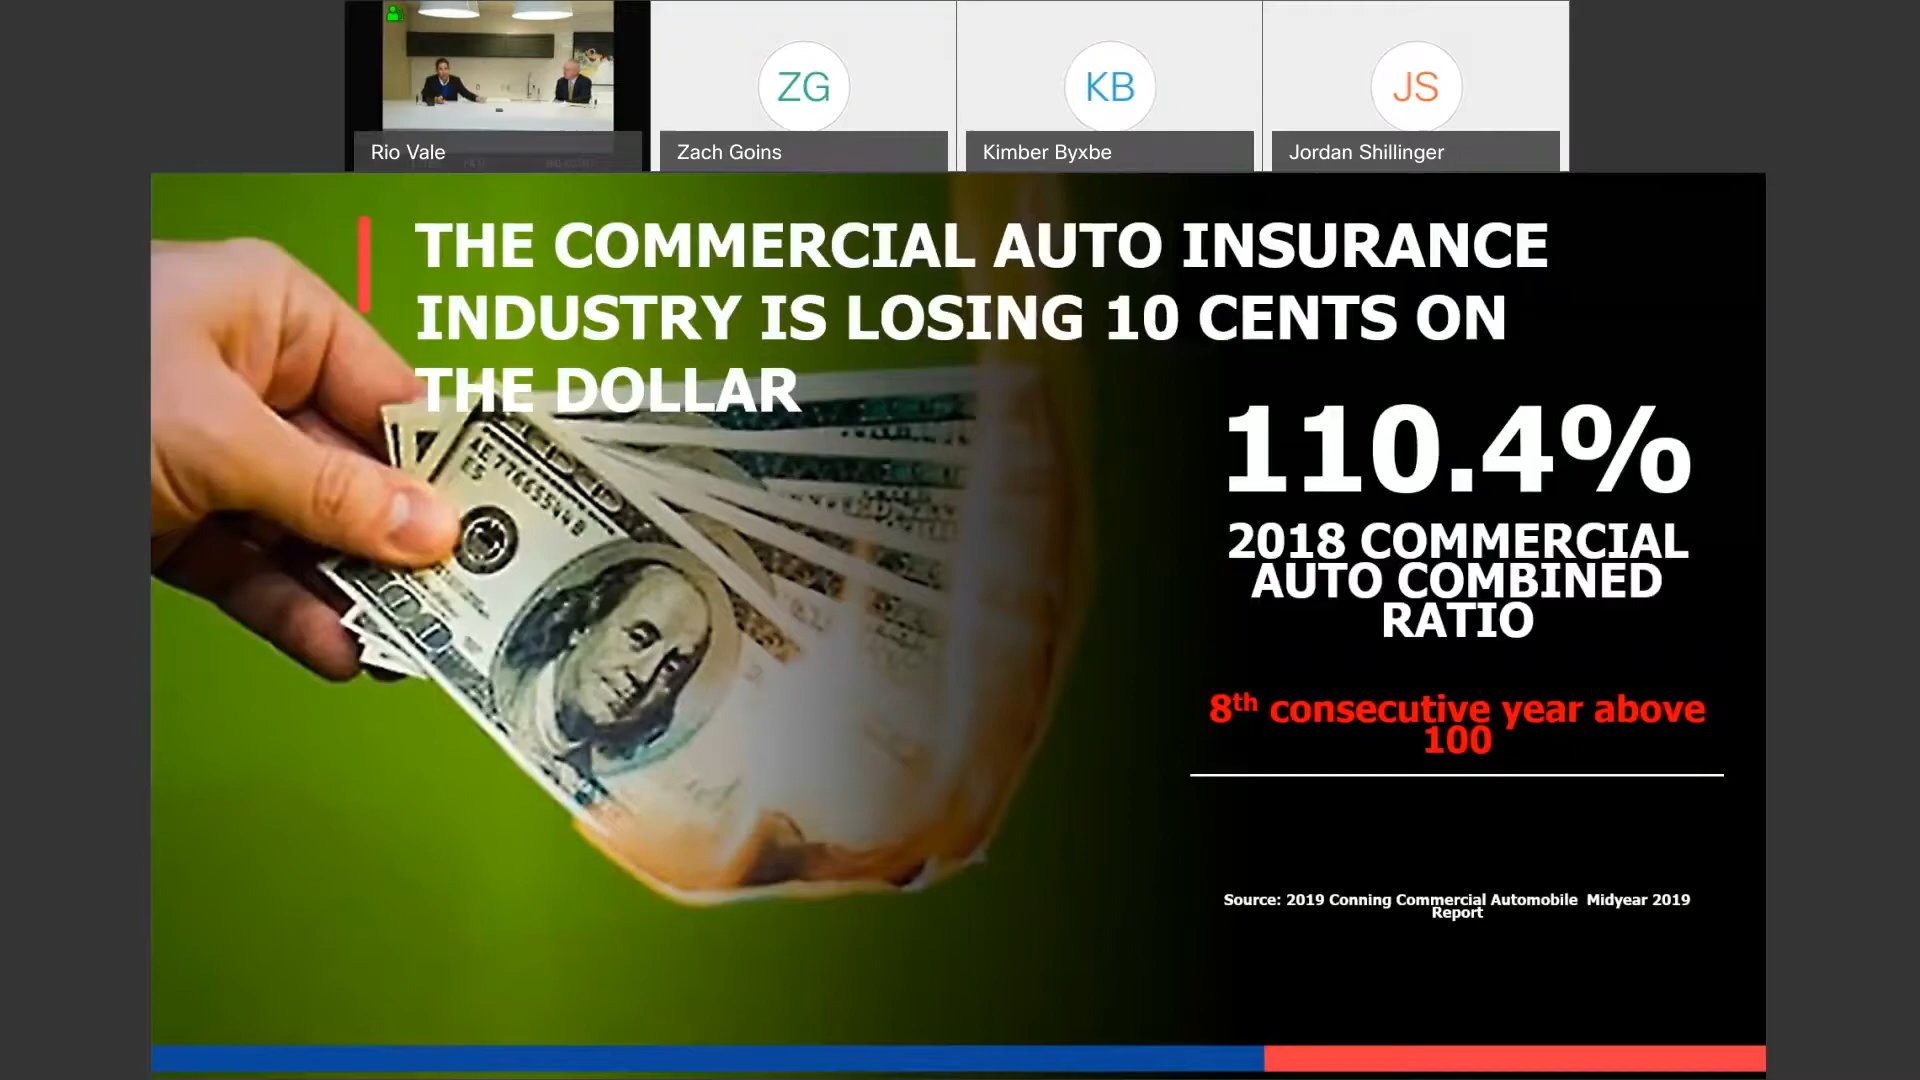 ZG
KB
JS
Rio Vale
Zach Goins
Kimber Byxbe
Jordan Shillinger
THE COMMERCIAL AUTO INSURANCE
INDUSTRY IS LOSING 10 CENTS ON
THE DOLLAR
110.4%
2018 COMMERCIAL
AUTO COMBINED
RATIO
8th consecutive year above
100
AE77665544B
E5
Source: 2019 Conning Commercial Automobile Midyear 2019
Report